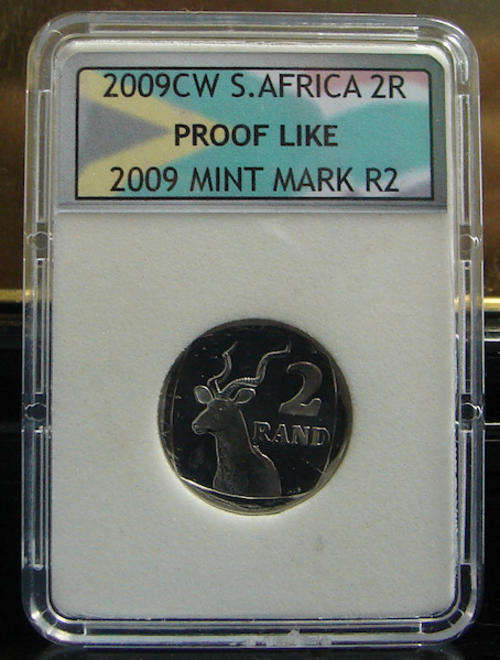 2009CW S.AFRICA 2R
PROOF LIKE
2009 MINT MARK R2
2
RAND